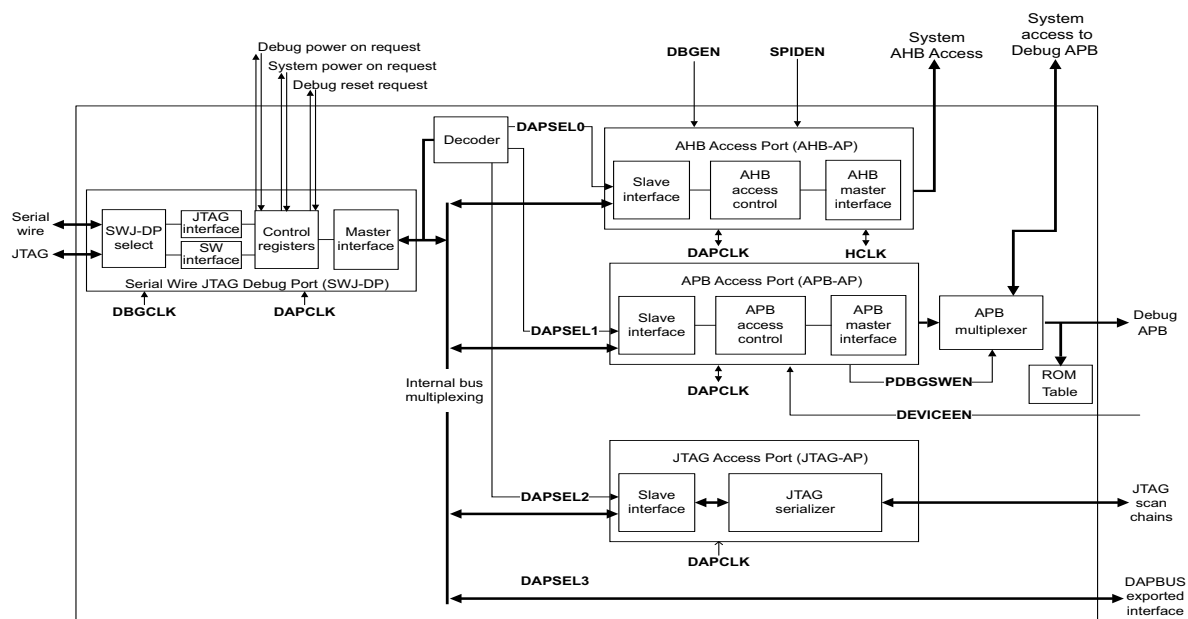 Debug power on request
System power on request
Debug reset request
DBGEN
SPIDEN
System
AHB Access
System
access to
Debug APB
Decoder
DAPSEL0
AHB Access Port (AHB-AP)
Slave
interface
AHB
access
control
AHB
master
interface
DAPCLK
HCLK
Serial
wire
JTAG
SWJ-DP
select
JTAG
interface
SW
interface
Control
registers
Master
interface
Serial Wire JTAG Debug Port (SWJ-DP)
DBGCLK
DAPCLK
APB Access Port (APB-AP)
DAPSEL1
Slave
interface
APB
access
control
APB
master
interface
APB
multiplexer
Debug
APB
DAPCLK
PDBGSWEN
ROM
Table
DEVICEEN
Internal bus
multiplexing
JTAG Access Port (JTAG-AP)
DAPSEL2
Slave
interface
JTAG
serializer
JTAG
scan
chains
DAPCLK
DAPSEL3
DAPBUS
exported
interface